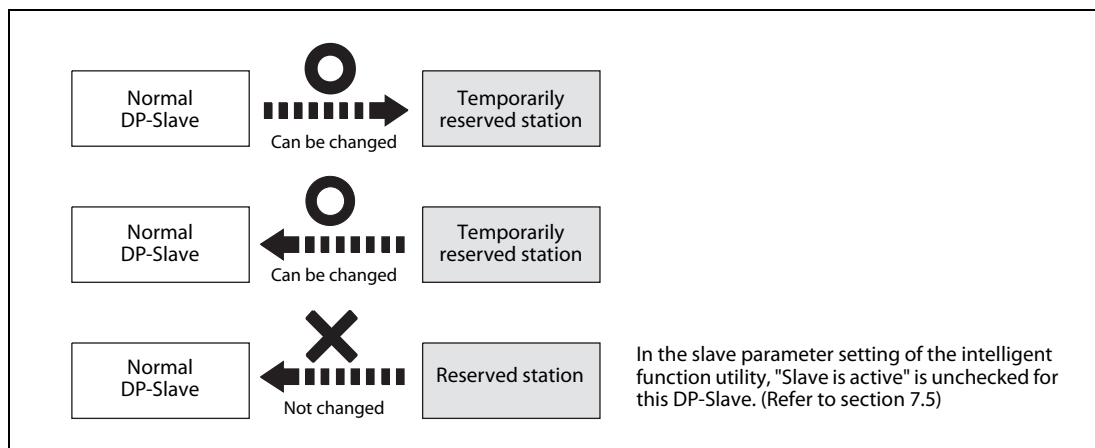 Normal
DP-Slave
Can be changed
Temporarily
reserved station
Normal
DP-Slave
Can be changed
Temporarily
reserved station
Normal
DP-Slave
Not changed
Reserved station
In the slave parameter setting of the intelligent
function utility, "Slave is active" is unchecked for
this DP-Slave. (Refer to section 7.5)